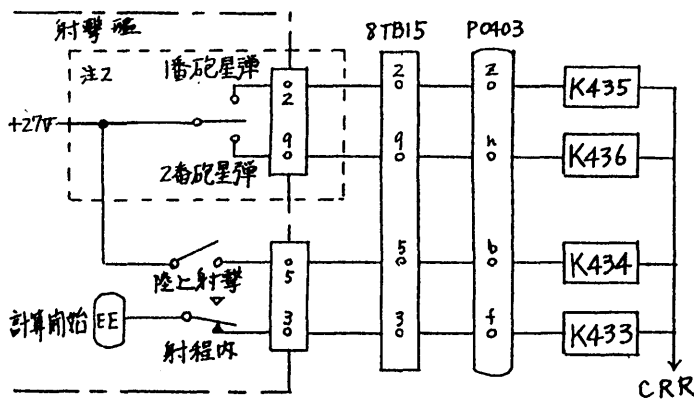 射撃盤
8TB15
P0403
注2
1番砲星弾
2
2
z
K435
+27V
9
9
h
K436
2番砲星弾
5
5
b
K434
陸上射撃
計算開始
EE
3
3
f
K433
射程内
CRR